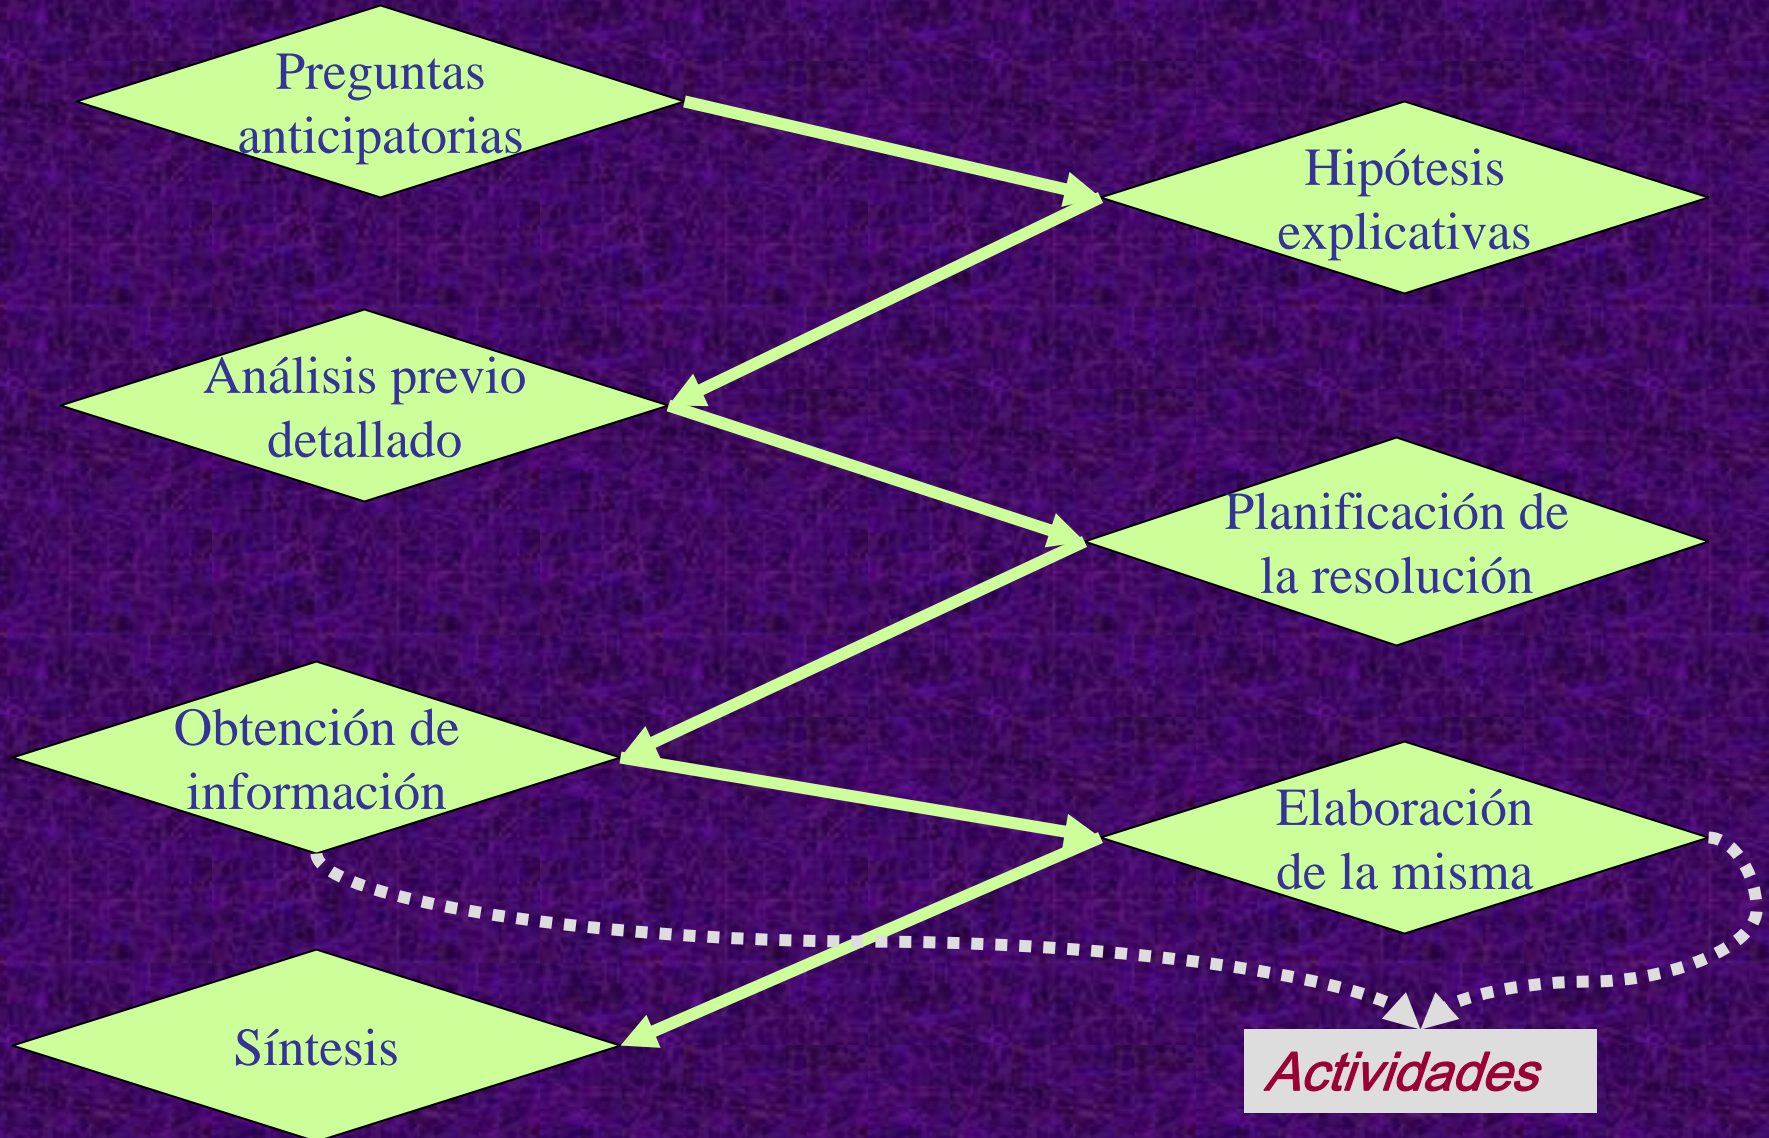 Preguntas
anticipatorias
Hipótesis
explicativas
Análisis previo
detallado
Planificación de
la resolución
Obtención de
información
Elaboración
de la misma
Síntesis
Actividades